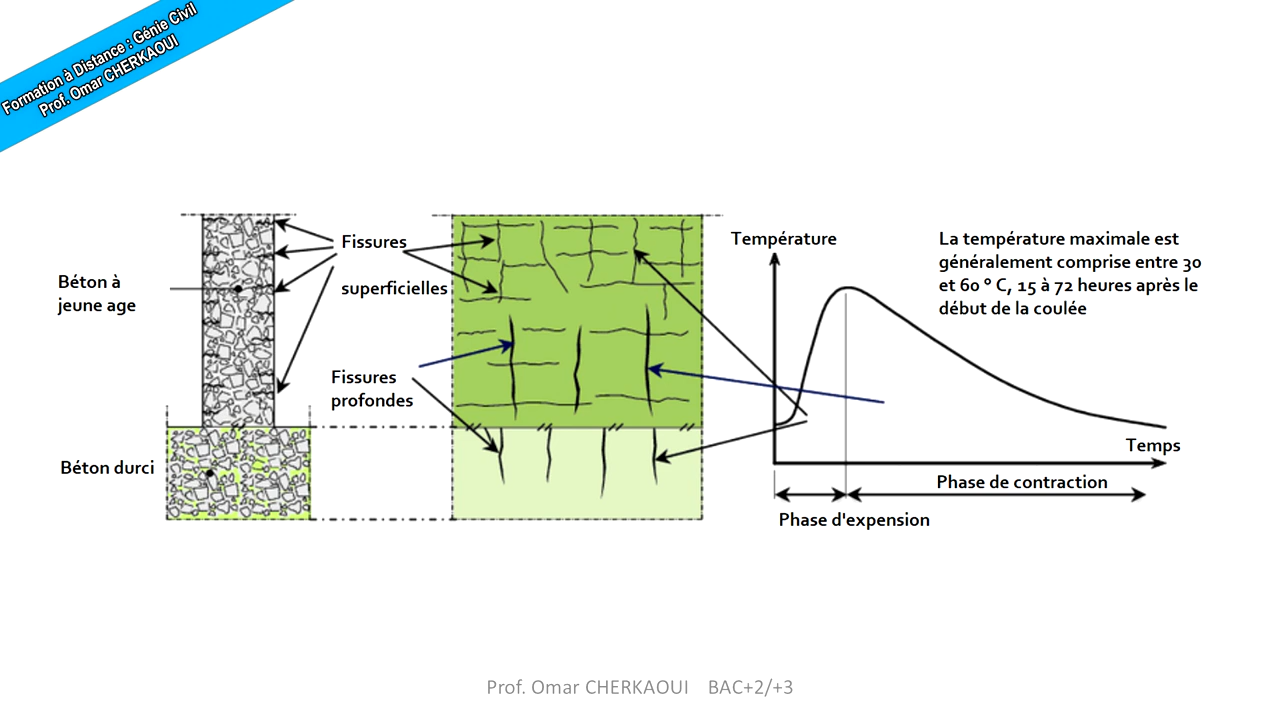 Formation à Distance : Génie Civil
Prof. Omar CHERKAOUI
Béton à
jeune age
Béton durci
Fissures
superficielles
Fissures
profondes
Température
La température maximale est
généralement comprise entre 30
et 60 ° C, 15 à 72 heures après le
début de la coulée
Temps
Phase de contraction
Phase d'expension
Prof. Omar CHERKAOUI BAC+2/+3